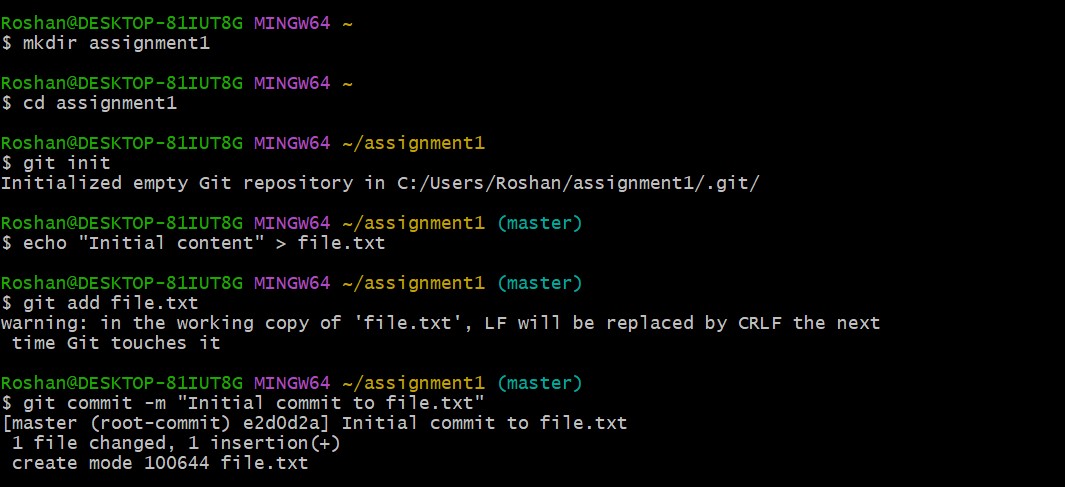 Roshan@DESKTOP-81IUT8G MINGW64 ~
$ mkdir assignment1
Roshan@DESKTOP-81IUT8G MINGW64 ~
$ cd assignment1
Roshan@DESKTOP-81IUT8G MINGW64 ~/assignment1
$ git init
Initialized empty Git repository in C:/Users/Roshan/assignment1/.git/
Roshan@DESKTOP-81IUT8G MINGW64 ~/assignment1 (master)
$ echo "Initial content" > file.txt
Roshan@DESKTOP-81IUT8G MINGW64 ~/assignment1 (master)
$ git add file.txt
warning: in the working copy of 'file.txt', LF will be replaced by CRLF the next
 time Git touches it
Roshan@DESKTOP-81IUT8G MINGW64 ~/assignment1 (master)
$ git commit -m "Initial commit to file.txt"
[master (root-commit) e2d0d2a] Initial commit to file.txt
 1 file changed, 1 insertion(+)
 create mode 100644 file.txt